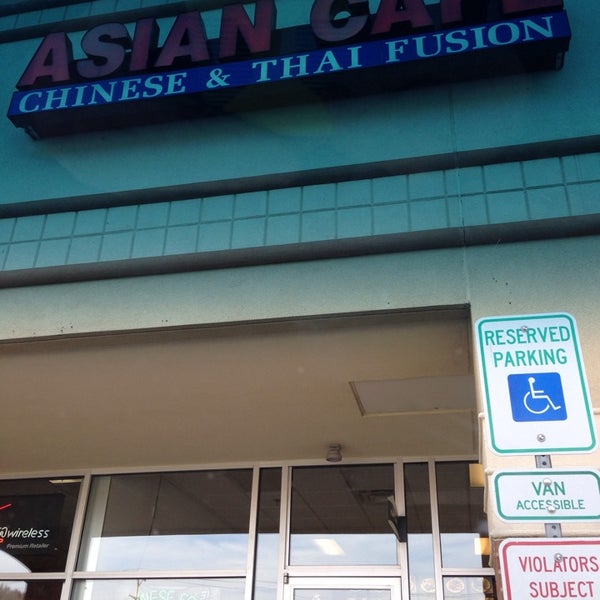 ASIAN CAFE
CHINESE & THAI FUSION
RESERVED
PARKING
VAN
ACCESSIBLE
VIOLATORS
SUBJECT
wireless
Premium Retailer